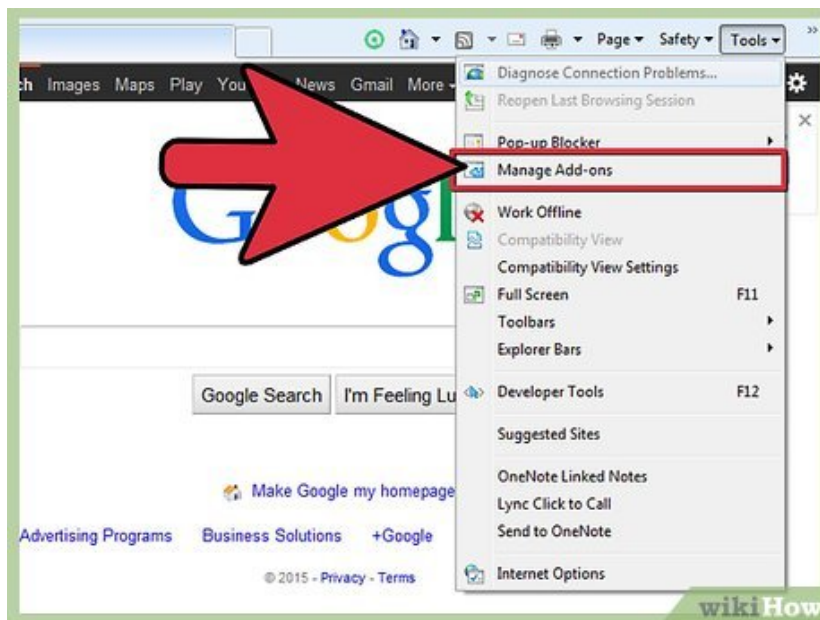 Page Safety Tools »
Images Maps Play You News Gmail More
Diagnose Connection Problems...
Reopen Last Browsing Session
Pop-up Blocker
Manage Add-ons
Work Offline
Compatibility View
Compatibility View Settings
Full Screen F11
Toolbars
Explorer Bars
Developer Tools F12
Suggested Sites
OneNote Linked Notes
Lync Click to Call
Send to OneNote
Internet Options
Google Search I'm Feeling Lu
Make Google my homepage
Advertising Programs Business Solutions +Google
© 2015 - Privacy - Terms
wikiHow